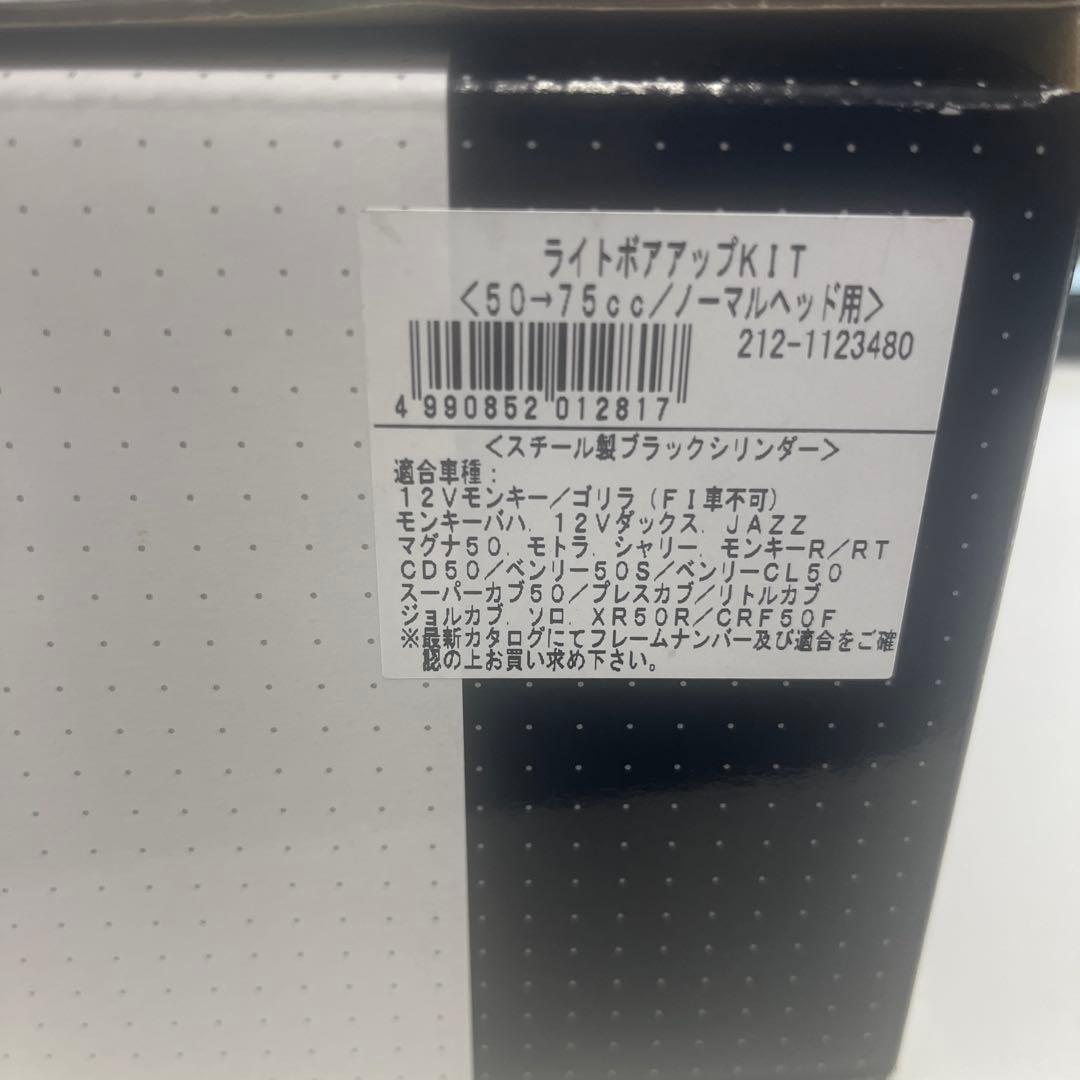 ライトボアアップKIT
<50→75cc/ノーマルヘッド用>
212-1123480
4 990852 012817
<スチール製ブラックシリンダー>
適合車種:
12Vモンキー/ゴリラ(FI車不可)
モンキーバハ, 12Vダックス, JAZZ
マグナ50, モトラ, シャリー, モンキーR/RT
CD50/ベンリー50S/ベンリーCL50
スーパーカブ50/プレスカブ/リトルカブ
ジョルカブ, ソロ, XR50R/CRF50F
※最新カタログにてフレームナンバー及び適合をご確
認の上お買い求め下さい。